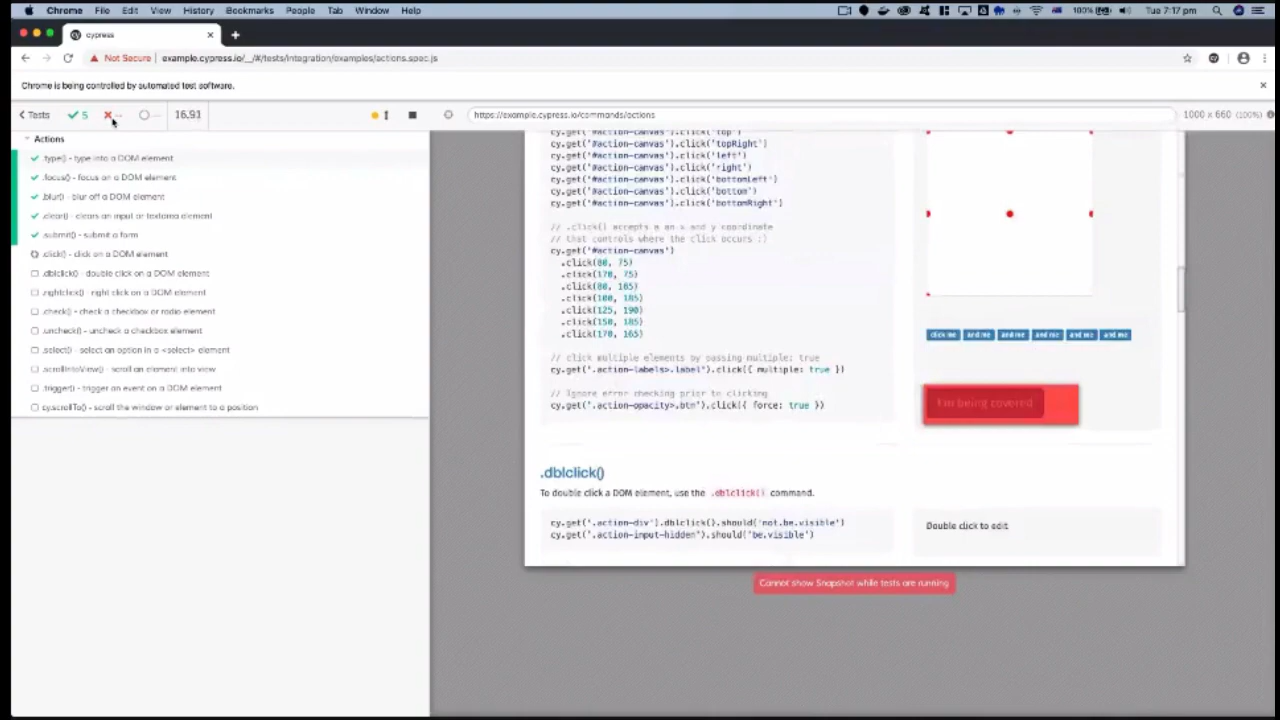 Chrome File Edit View History Bookmarks People Tab Window Help 100% Tue 7:17 pm
cypress
Not Secure example.cypress.io/__/#/tests/integration/examples/actions.spec.js
Chrome is being controlled by automated test software.
Tests 5 -- -- 16.91 https://example.cypress.io/commands/actions 1000 x 660 (100%)
Actions
.type() - type into a DOM element
.focus() - focus on a DOM element
.blur() - blur off a DOM element
.clear() - clears an input or textarea element
.submit() - submit a form
.click() - click on a DOM element
.dblclick() - double click on a DOM element
.rightclick() - right click on a DOM element
.check() - check a checkbox or radio element
.uncheck() - uncheck a checkbox element
.select() - select an option in a <select> element
.scrollIntoView() - scroll an element into view
.trigger() - trigger an event on a DOM element
cy.scrollTo() - scroll the window or element to a position
cy.get('#action-canvas').click('top')
cy.get('#action-canvas').click('topRight')
cy.get('#action-canvas').click('left')
cy.get('#action-canvas').click('right')
cy.get('#action-canvas').click('bottomLeft')
cy.get('#action-canvas').click('bottom')
cy.get('#action-canvas').click('bottomRight')
// .click() accepts a an x and y coordinate
// that controls where the click occurs :)
cy.get('#action-canvas')
.click(80, 75)
.click(170, 75)
.click(80, 165)
.click(100, 185)
.click(125, 190)
.click(150, 185)
.click(170, 165)
// click multiple elements by passing multiple: true
cy.get('.action-labels>.label').click({ multiple: true })
// Ignore error checking prior to clicking
cy.get('.action-opacity>.btn').click({ force: true })
click me and me and me and me and me and me
I'm being covered
.dblclick()
To double click a DOM element, use the .dblclick() command.
cy.get('.action-div').dblclick().should('not.be.visible')
cy.get('.action-input-hidden').should('be.visible')
Double click to edit
Cannot show Snapshot while tests are running